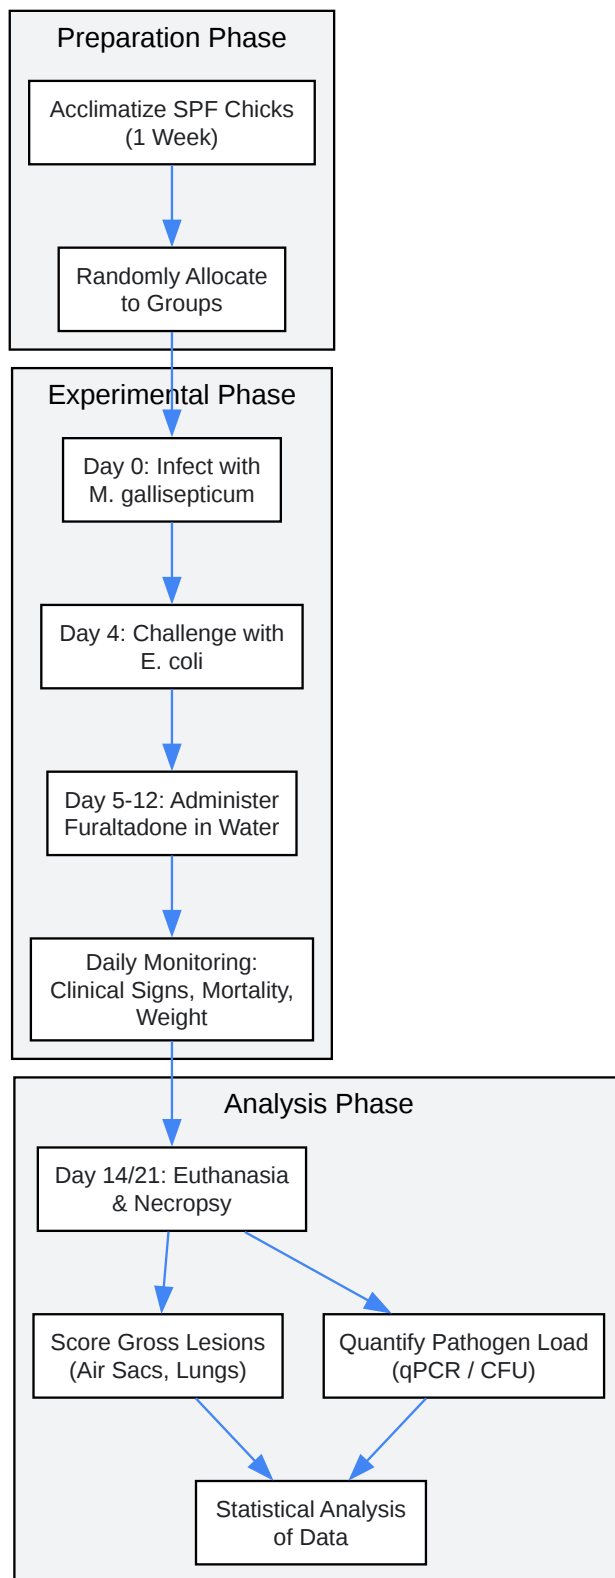 Preparation Phase
Acclimatize SPF Chicks
(1 Week)
Randomly Allocate
to Groups
Experimental Phase
Day 0: Infect with
M. gallisepticum
Day 4: Challenge with
E. coli
Day 5-12: Administer
Furaltadone in Water
Daily Monitoring:
Clinical Signs, Mortality,
Weight
Analysis Phase
Day 14/21: Euthanasia
& Necropsy
Score Gross Lesions
(Air Sacs, Lungs)
Quantify Pathogen Load
(qPCR / CFU)
Statistical Analysis
of Data